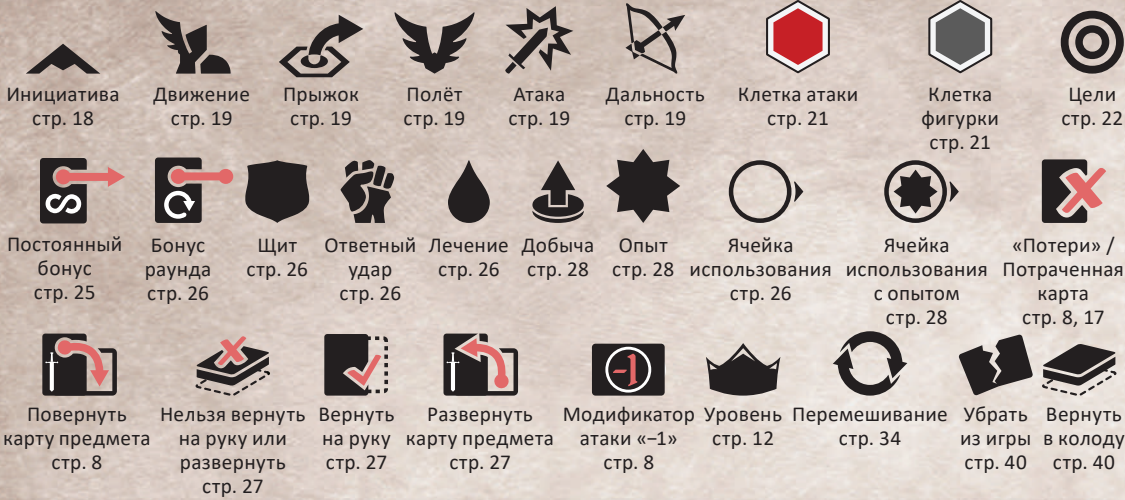 Инициатива
стр. 18
Движение
стр. 19
Прыжок
стр. 19
Полёт
стр. 19
Атака
стр. 19
Дальность
стр. 19
Клетка атаки
стр. 21
Клетка
фигурки
стр. 21
Цели
стр. 22
Постоянный
бонус
стр. 25
Бонус
раунда
стр. 26
Щит
стр. 26
Ответный
удар
стр. 26
Лечение
стр. 26
Добыча
стр. 28
Опыт
стр. 28
Ячейка
использования
стр. 26
Ячейка
использования
с опытом
стр. 28
«Потери» /
Потраченная
карта
стр. 8, 17
Повернуть
карту предмета
стр. 8
Нельзя вернуть
на руку или
развернуть
стр. 27
Вернуть
на руку
стр. 27
Развернуть
карту предмета
стр. 27
-1
Модификатор
атаки «–1»
стр. 8
Уровень
стр. 12
Перемешивание
стр. 34
Убрать
из игры
стр. 40
Вернуть
в колоду
стр. 40